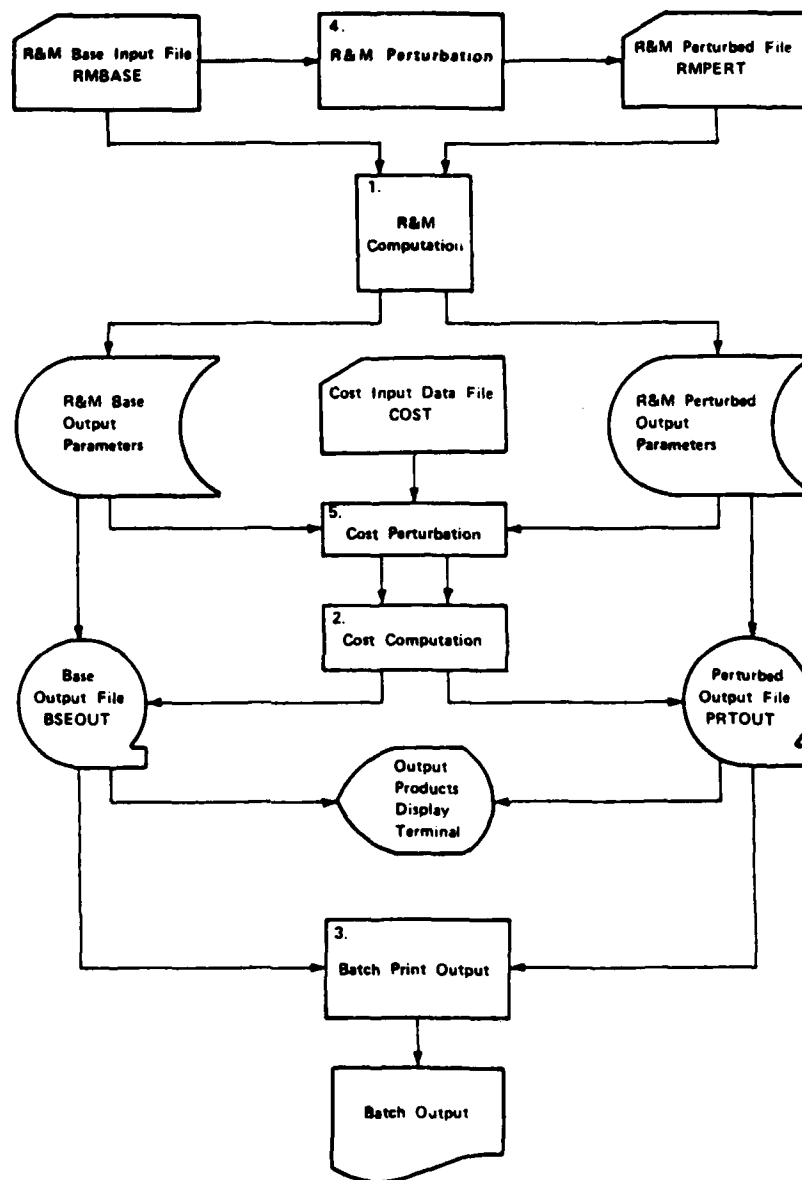 R&M Base Input File
RMBASE
4.
R&M Perturbation
R&M Perturbed File
RMPERT
1.
R&M
Computation
R&M Base
Output
Parameters
Cost Input Data File
COST
R&M Perturbed
Output
Parameters
5.
Cost Perturbation
2.
Cost Computation
Base
Output File
BSEOUT
Perturbed
Output File
PRTOUT
Output
Products
Display
Terminal
3.
Batch Print Output
Batch Output